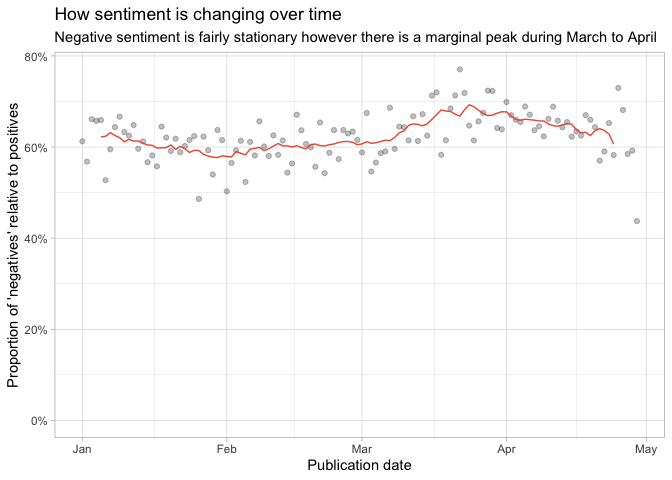 How sentiment is changing over time
Negative sentiment is fairly stationary however there is a marginal peak during March to April
Proportion of 'negatives' relative to positives
80%
60%
40%
20%
0%
Jan
Feb
Mar
Apr
May
Publication date